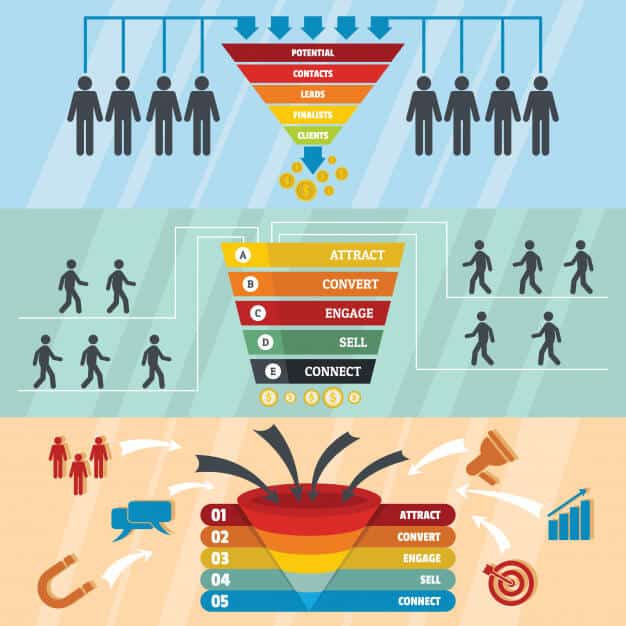 POTENTIAL
CONTACTS
LEADS
FINALISTS
CLIENTS
$
A ATTRACT
B CONVERT
C ENGAGE
D SELL
E CONNECT
$ $ $ $ $
01 ATTRACT
02 CONVERT
03 ENGAGE
04 SELL
05 CONNECT